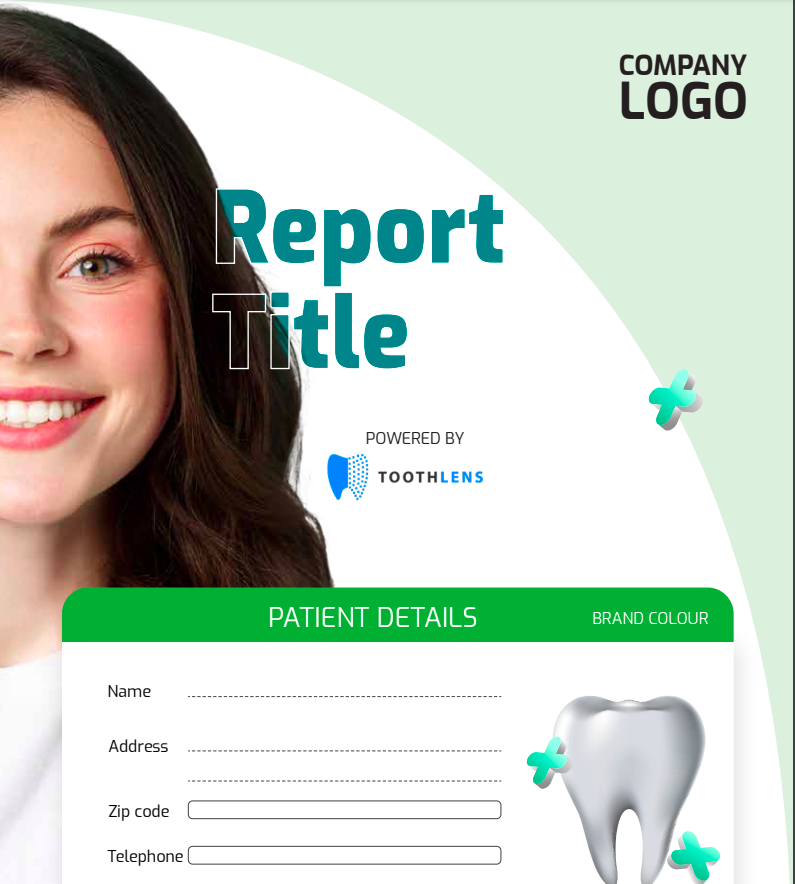 COMPANY
LOGO
Report
Title
POWERED BY
TOOTHLENS
PATIENT DETAILS
BRAND COLOUR
Name
Address
Zip code
Telephone